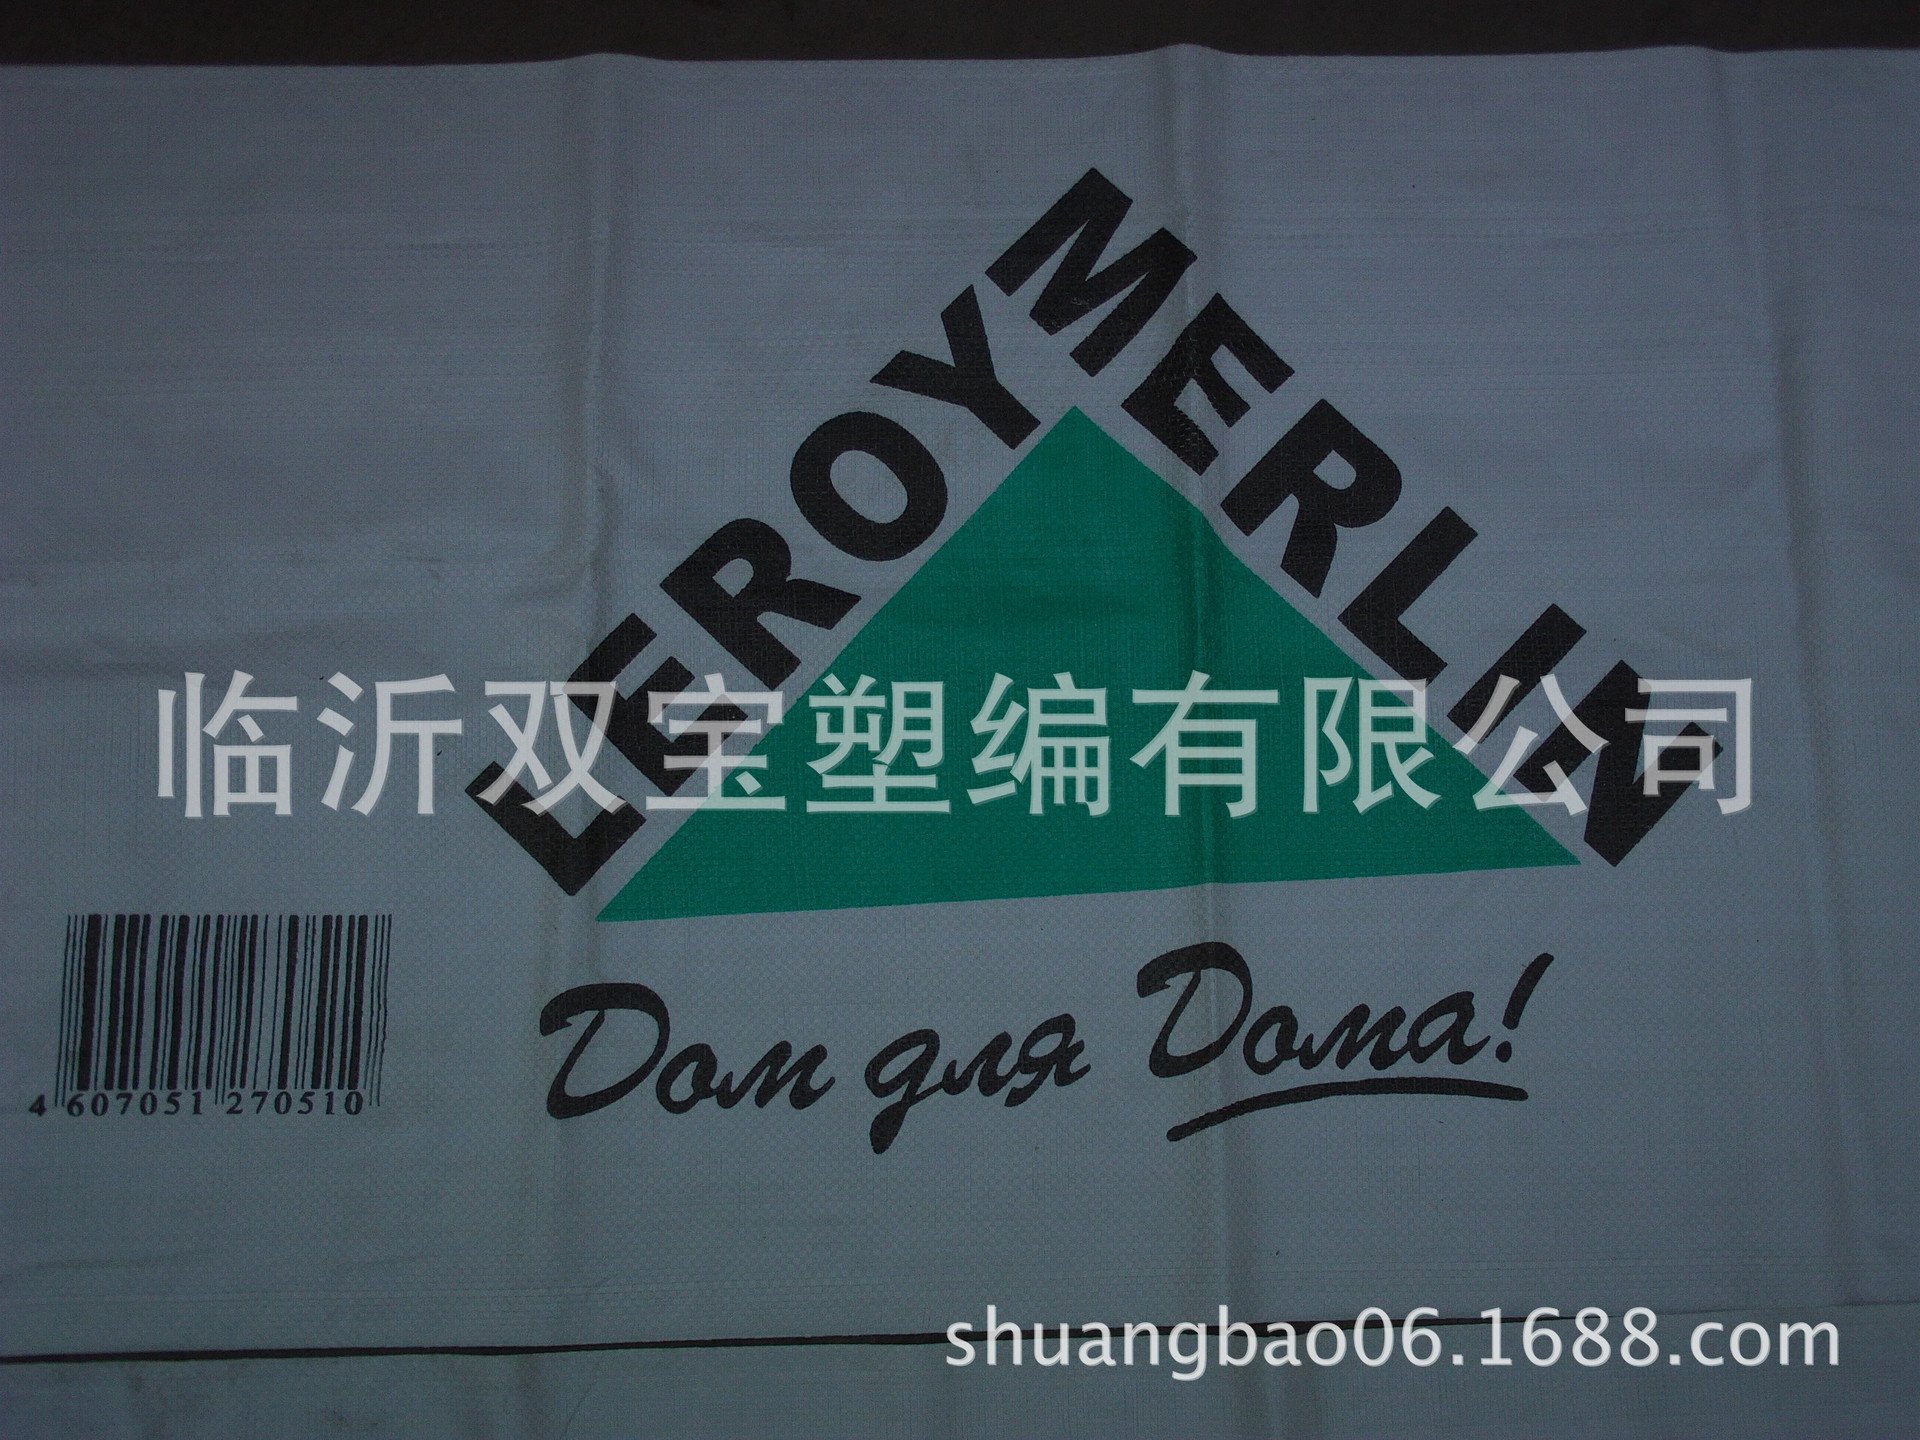 LEROY MERLIN
临沂双宝塑编有限公司
4 607051 270510
Дом для Дома!
shuangbao06.1688.com